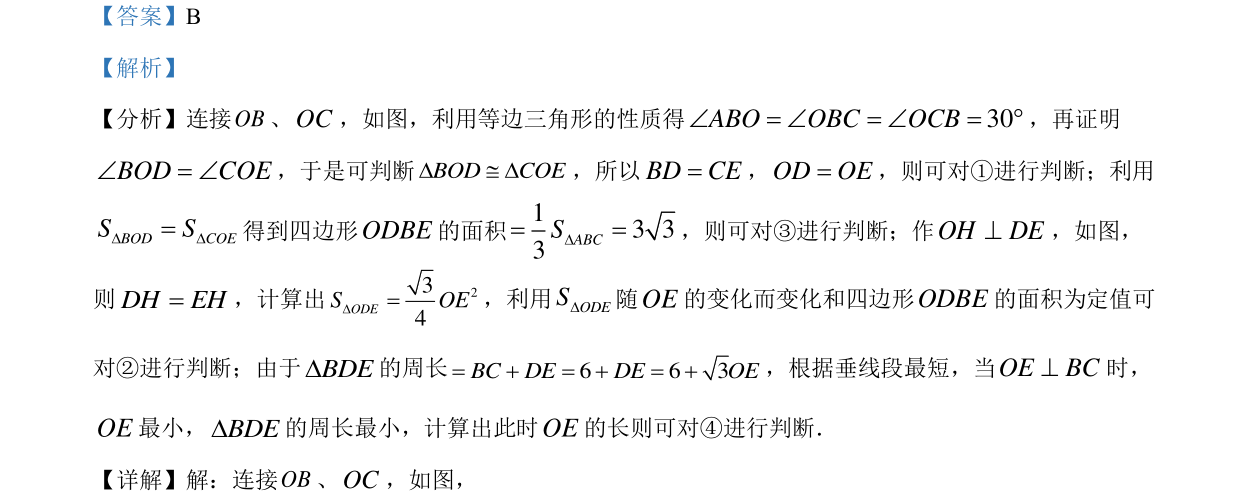 【答案】B
【解析】
【分析】连接OB、OC，如图，利用等边三角形的性质得∠ABO=∠OBC=∠OCB=30°，再证明
∠BOD=∠COE，于是可判断ΔBOD≅ΔCOE，所以BD=CE，OD=OE，则可对①进行判断；利用
S_{ΔBOD}=S_{ΔCOE}得到四边形ODBE的面积=\frac{1}{3}S_{ΔABC}=3\sqrt{3}，则可对③进行判断；作OH⊥DE，如图，
则DH=EH，计算出S_{ΔODE}=\frac{\sqrt{3}}{4}OE^2，利用S_{ΔODE}随OE的变化而变化和四边形ODBE的面积为定值可
对②进行判断；由于ΔBDE的周长=BC+DE=6+DE=6+\sqrt{3}OE，根据垂线段最短，当OE⊥BC时，
OE最小，ΔBDE的周长最小，计算出此时OE的长则可对④进行判断．
【详解】解：连接OB、OC，如图，